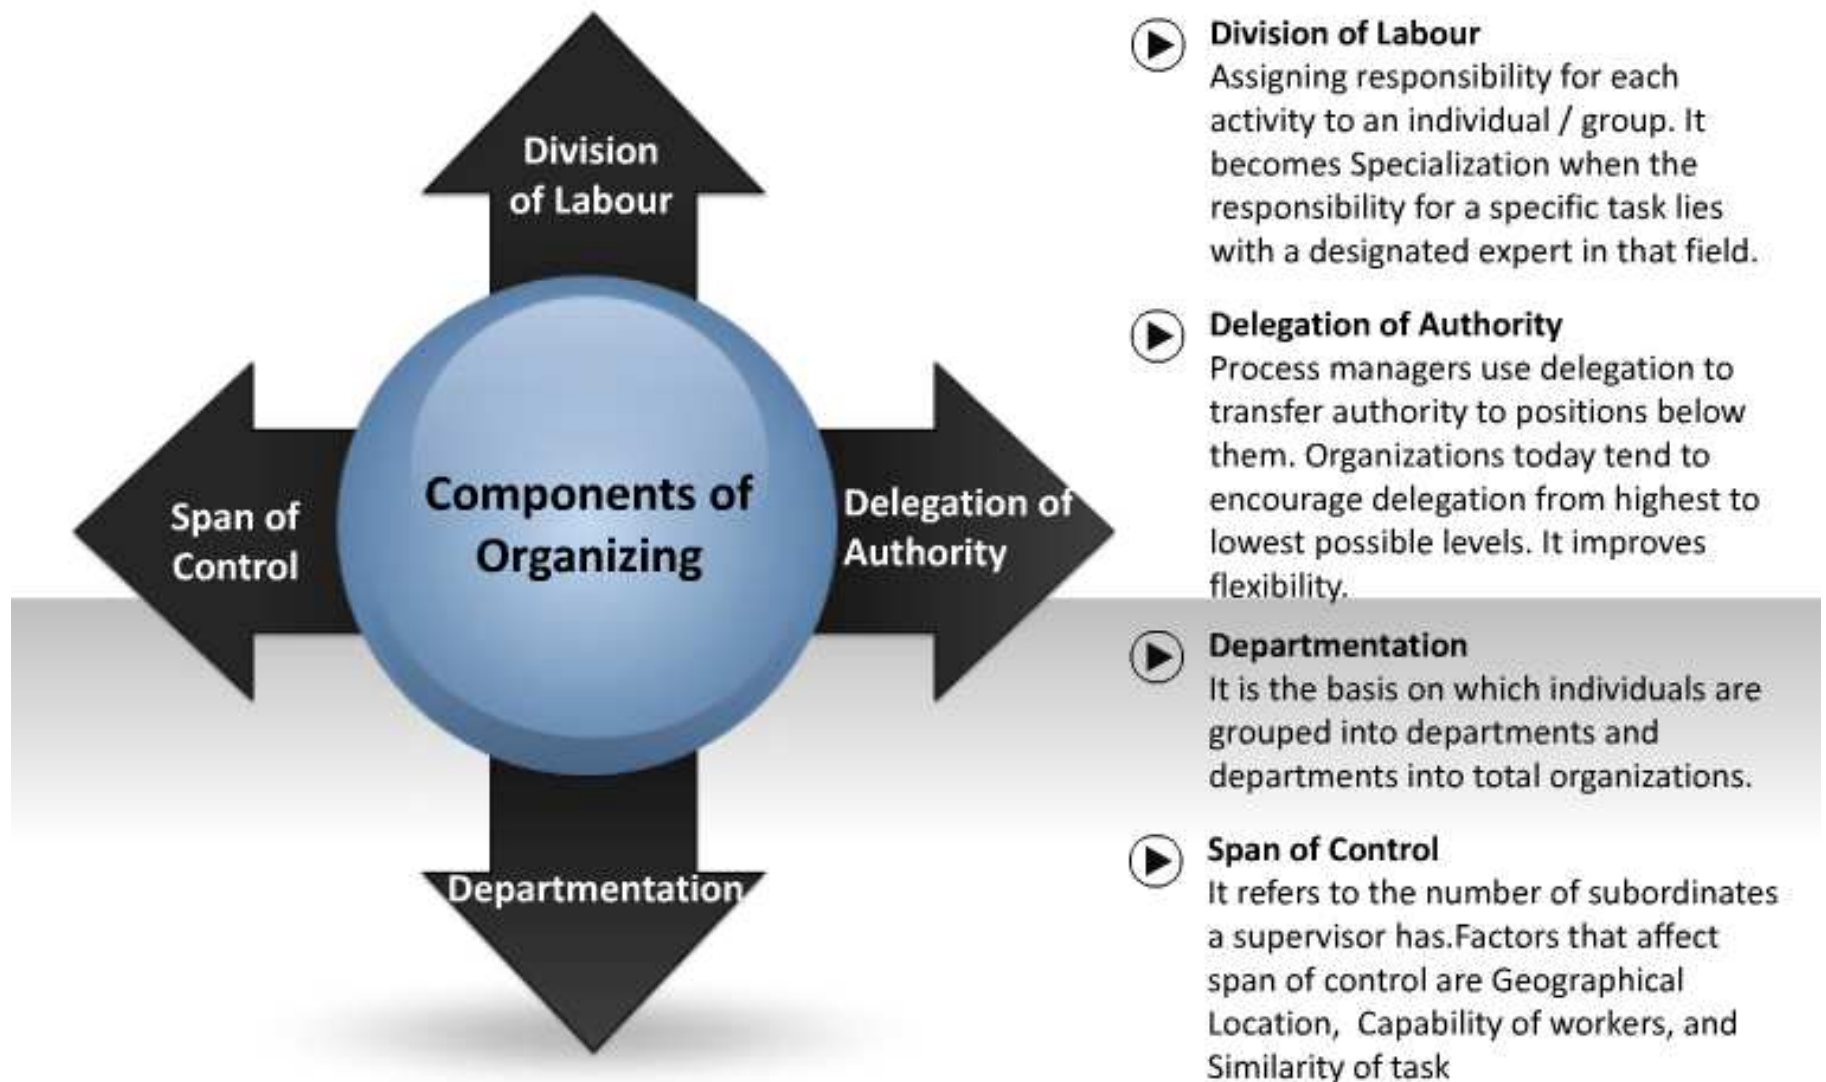 Division
of Labour
Span of
Control
Components of
Organizing
Delegation of
Authority
Departmentation
Division of Labour
Assigning responsibility for each
activity to an individual / group. It
becomes Specialization when the
responsibility for a specific task lies
with a designated expert in that field.
Delegation of Authority
Process managers use delegation to
transfer authority to positions below
them. Organizations today tend to
encourage delegation from highest to
lowest possible levels. It improves
flexibility.
Departmentation
It is the basis on which individuals are
grouped into departments and
departments into total organizations.
Span of Control
It refers to the number of subordinates
a supervisor has.Factors that affect
span of control are Geographical
Location,  Capability of workers, and
Similarity of task